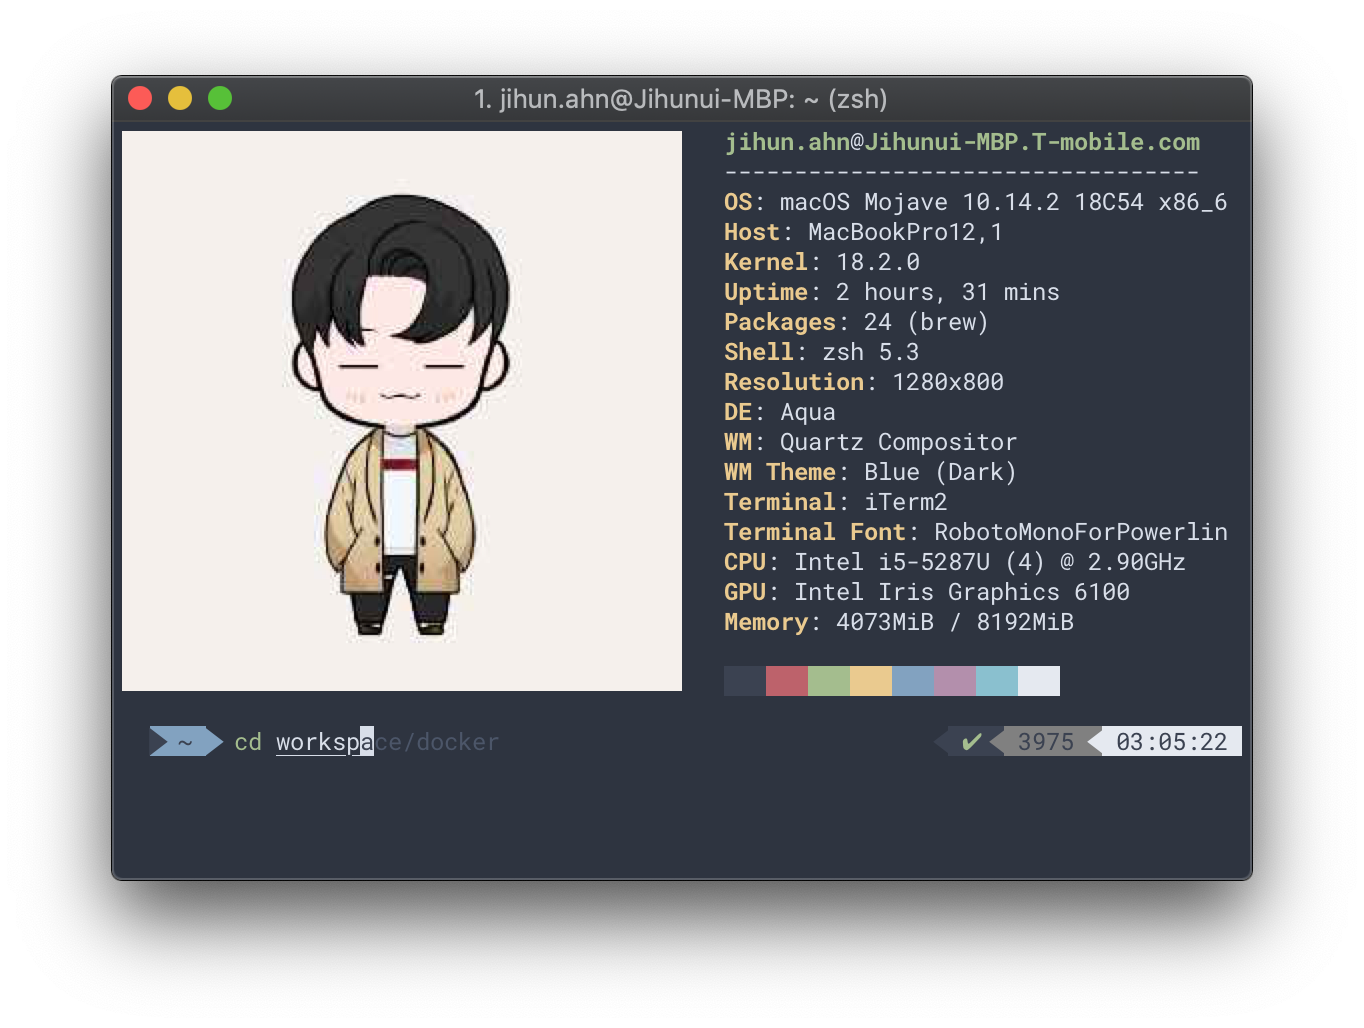 1. jihun.ahn@Jihunui-MBP: ~ (zsh)
jihun.ahn@Jihunui-MBP.T-mobile.com
----------------------------------
OS: macOS Mojave 10.14.2 18C54 x86_6
Host: MacBookPro12,1
Kernel: 18.2.0
Uptime: 2 hours, 31 mins
Packages: 24 (brew)
Shell: zsh 5.3
Resolution: 1280x800
DE: Aqua
WM: Quartz Compositor
WM Theme: Blue (Dark)
Terminal: iTerm2
Terminal Font: RobotoMonoForPowerlin
CPU: Intel i5-5287U (4) @ 2.90GHz
GPU: Intel Iris Graphics 6100
Memory: 4073MiB / 8192MiB
~ cd workspace/docker ✔ 3975 03:05:22